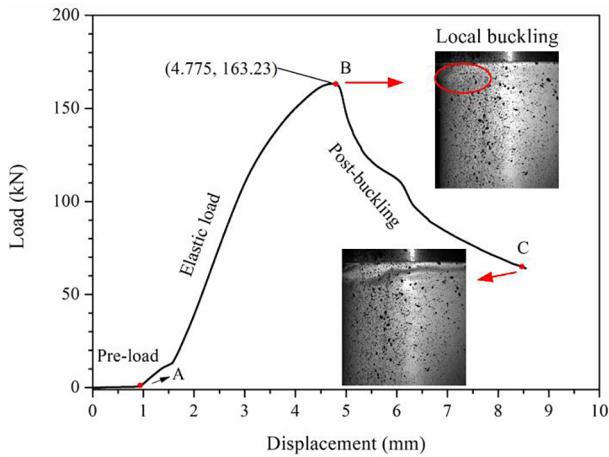 200
150
100
50
0
Load (kN)
0 1 2 3 4 5 6 7 8 9 10
Displacement (mm)
Pre-load
A
Elastic load
(4.775, 163.23)
B
Local buckling
Post-buckling
C